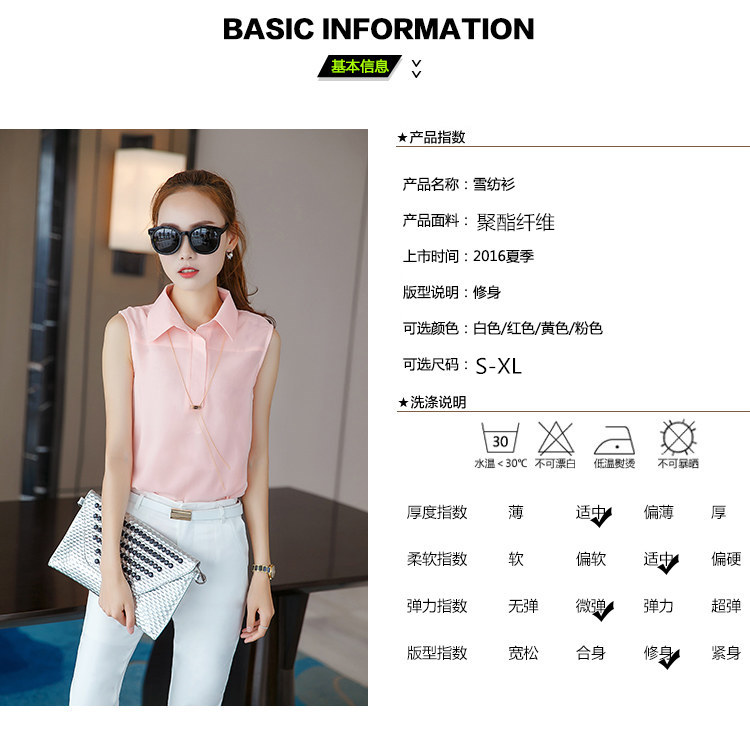 BASIC INFORMATION
基本信息
★产品指数
产品名称：雪纺衫
产品面料：聚酯纤维
上市时间：2016夏季
版型说明：修身
可选颜色：白色/红色/黄色/粉色
可选尺码：S-XL
★洗涤说明
30
水温＜30℃ 不可漂白 低温熨烫 不可暴晒
厚度指数 薄 适中 偏薄 厚
柔软指数 软 偏软 适中 偏硬
弹力指数 无弹 微弹 弹力 超弹
版型指数 宽松 合身 修身 紧身